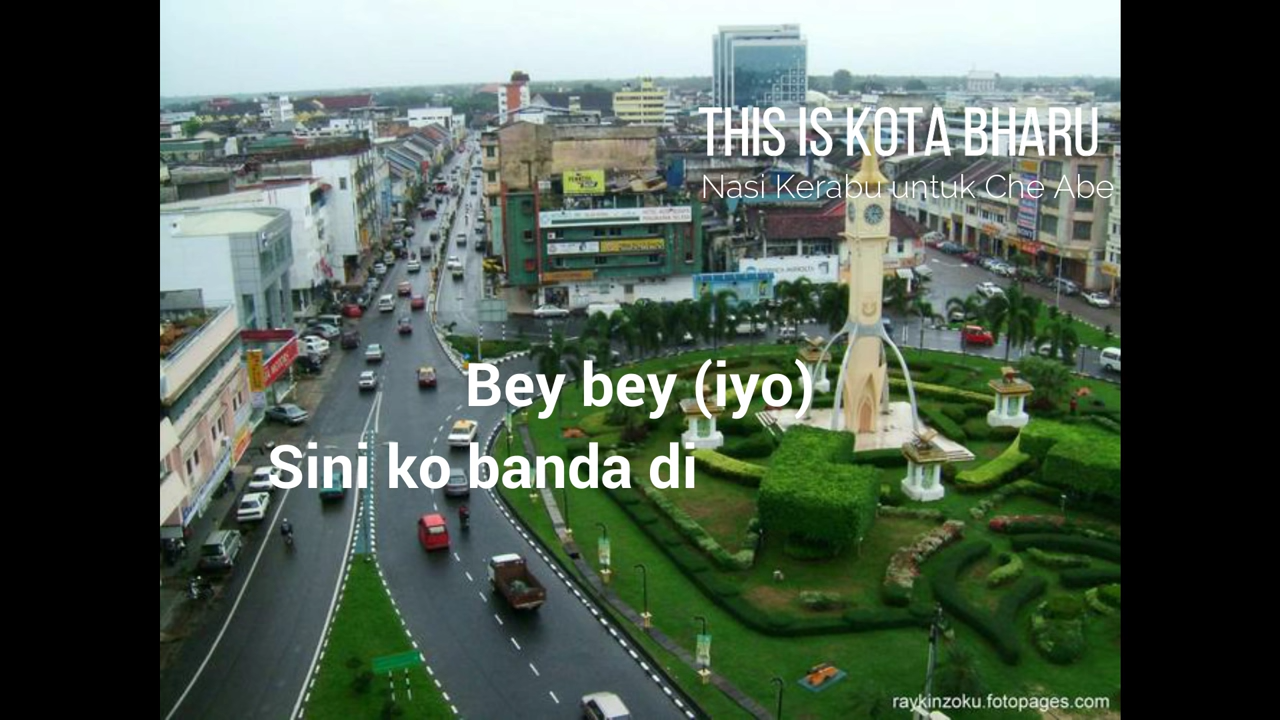 THIS IS KOTA BHARU
Nasi Kerabu untuk Che Abe
Bey bey (iyo)
Sini ko banda di
raykinzoku.fotopages.com